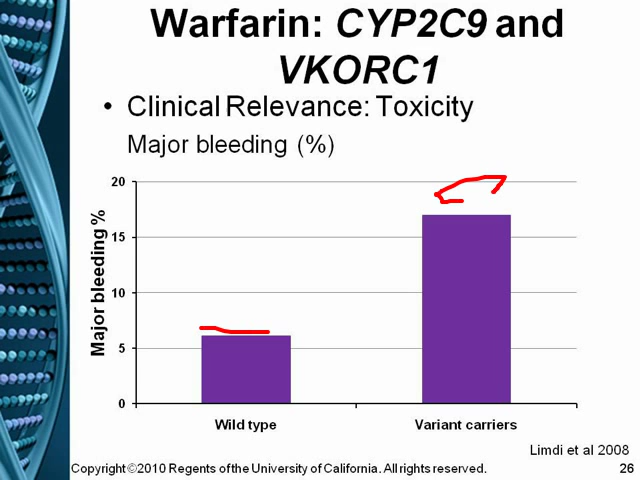 Warfarin: CYP2C9 and
VKORC1
• Clinical Relevance: Toxicity
Major bleeding (%)
20
15
10
5
0
Major bleeding %
Wild type
Variant carriers
Limdi et al 2008
Copyright ©2010 Regents of the University of California. All rights reserved.
26